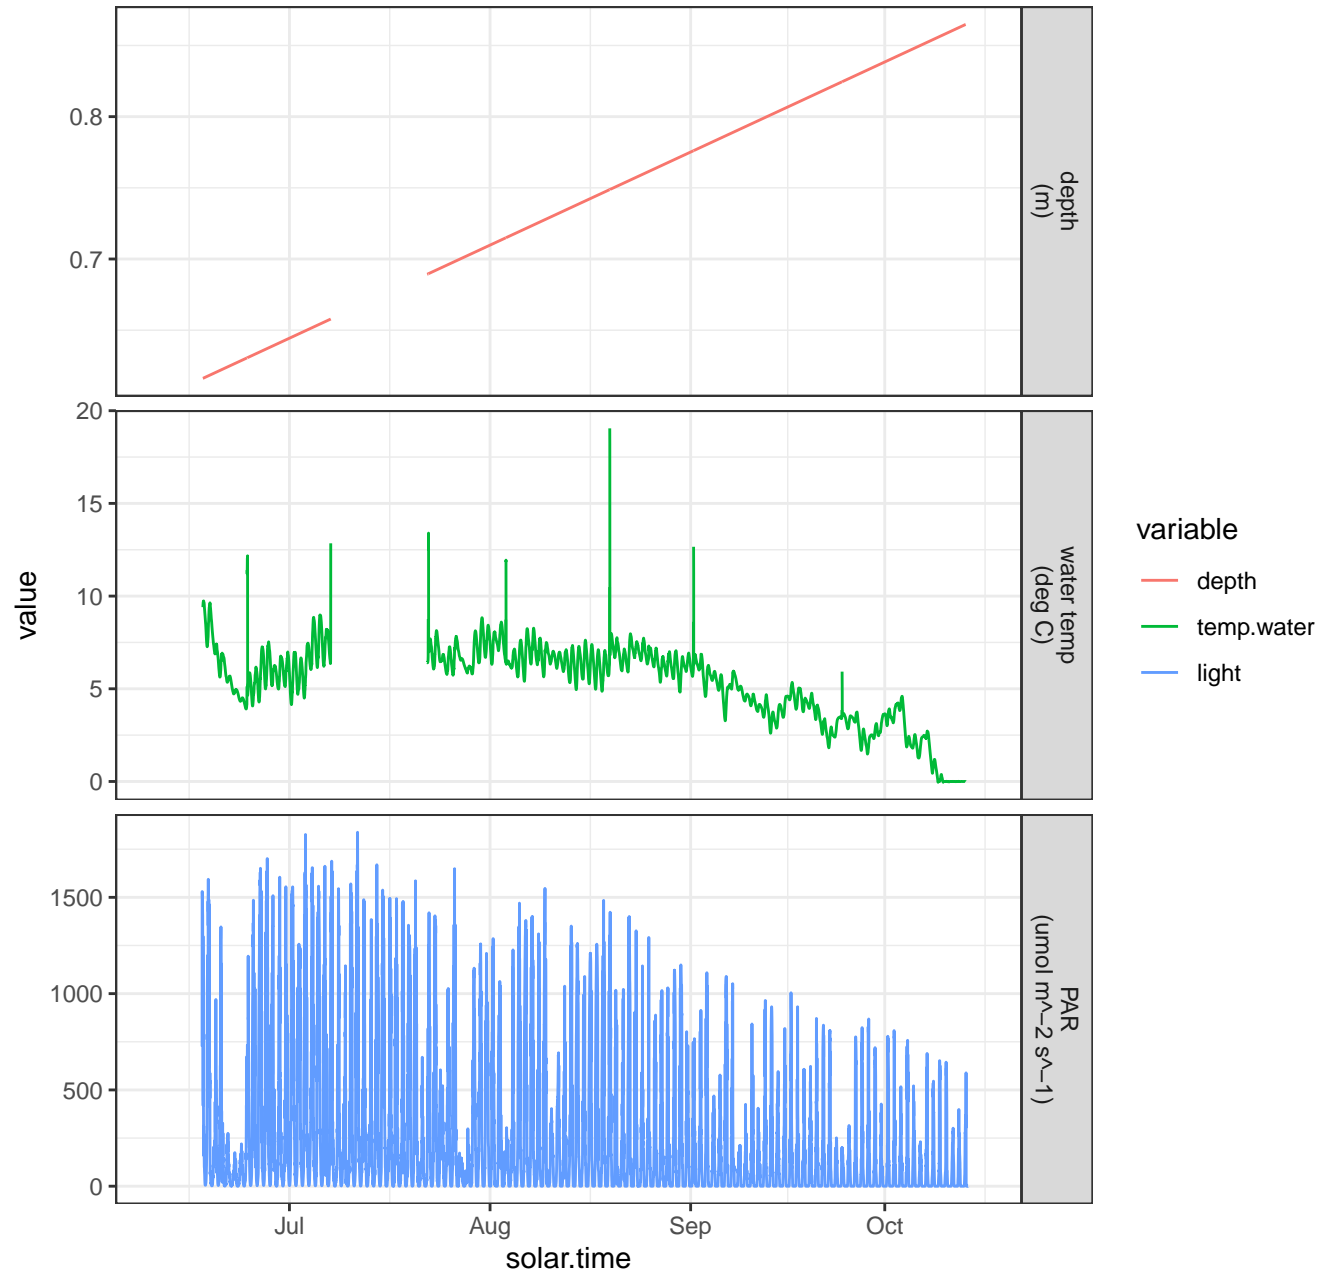 value
0.8
0.7
depth
(m)
20
15
10
5
0
water temp
(deg C)
1500
1000
500
0
PAR
(umol m^−2 s^−1)
Jul Aug Sep Oct
solar.time
variable
depth
temp.water
light